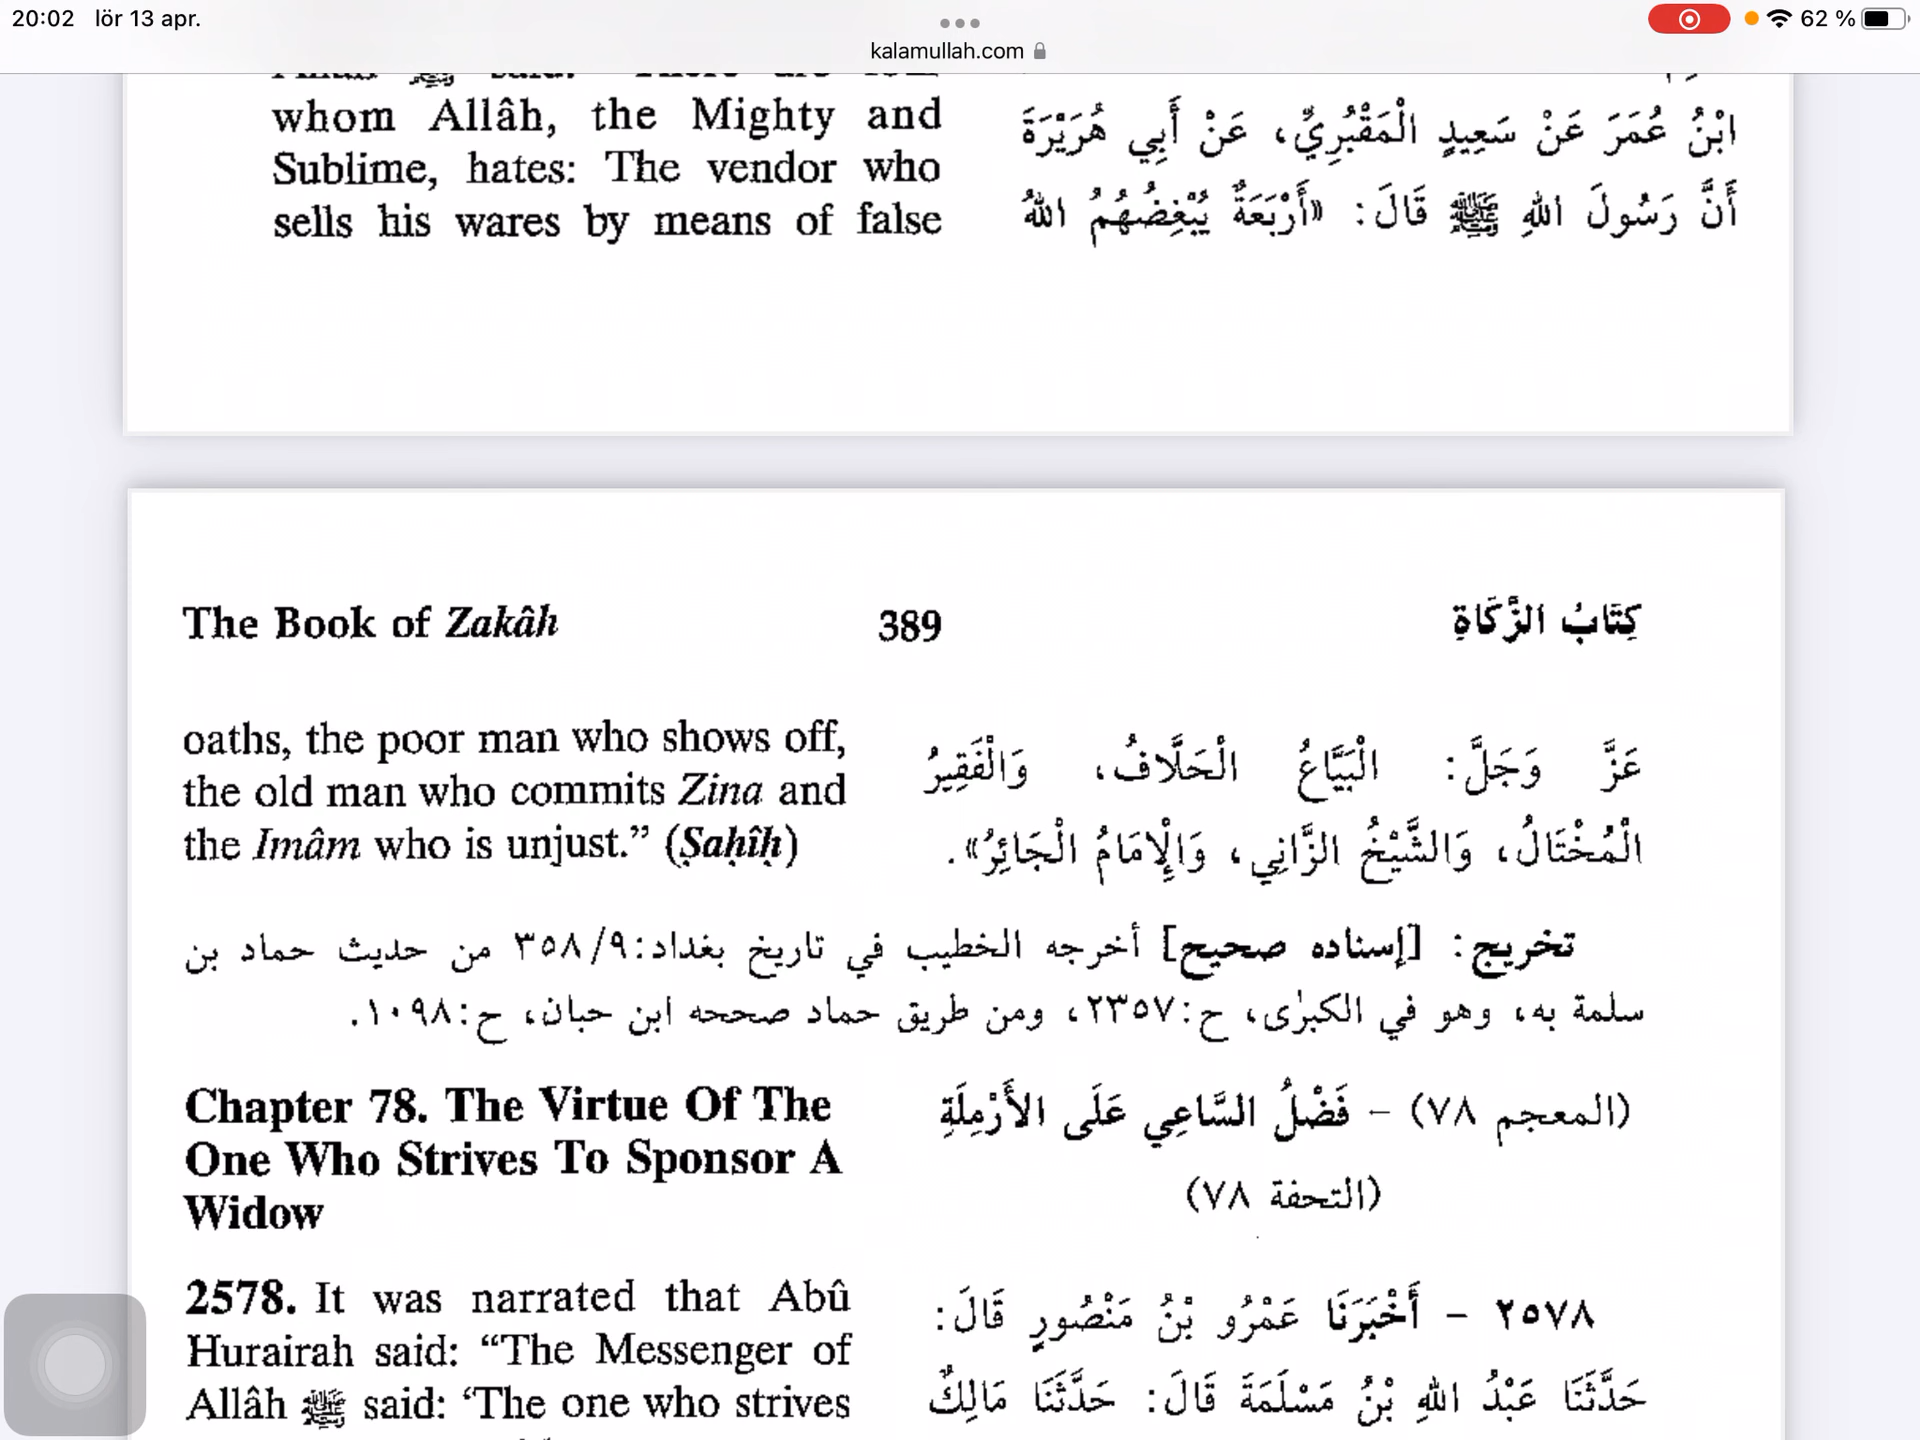 20:02 lör 13 apr.
62 %
kalamullah.com
whom Allâh, the Mighty and
Sublime, hates: The vendor who
sells his wares by means of false
ابْنُ عُمَرَ عَنْ سَعِيدٍ الْمَقْبُرِيِّ، عَنْ أَبِي هُرَيْرَةَ
أَنَّ رَسُولَ اللهِ ﷺ قَالَ: «أَرْبَعَةٌ يُبْغِضُهُمُ اللهُ
The Book of Zakâh 389 كِتَابُ الزَّكَاةِ
oaths, the poor man who shows off,
the old man who commits Zina and
the Imâm who is unjust.” (Ṣaḥîḥ)
عَزَّ وَجَلَّ: الْبَيَّاعُ الْحَلَّافُ، وَالْفَقِيرُ
الْمُخْتَالُ، وَالشَّيْخُ الزَّانِي، وَالْإِمَامُ الْجَائِرُ».
تخريج: [إسناده صحيح] أخرجه الخطيب في تاريخ بغداد:٩/ ٣٥٨ من حديث حماد بن
سلمة به، وهو في الكبرٰى، ح:٢٣٥٧، ومن طريق حماد صححه ابن حبان، ح:١٠٩٨.
Chapter 78. The Virtue Of The
One Who Strives To Sponsor A
Widow
(المعجم ٧٨) – فَضْلُ السَّاعِي عَلَى الأَرْمِلَةِ
(التحفة ٧٨)
2578. It was narrated that Abû
Hurairah said: “The Messenger of
Allâh ﷺ said: ‘The one who strives
٢٥٧٨ – أَخْبَرَنَا عَمْرُو بْنُ مَنْصُورٍ قَالَ:
حَدَّثَنَا عَبْدُ اللهِ بْنُ مَسْلَمَةَ قَالَ: حَدَّثَنَا مَالِكٌ